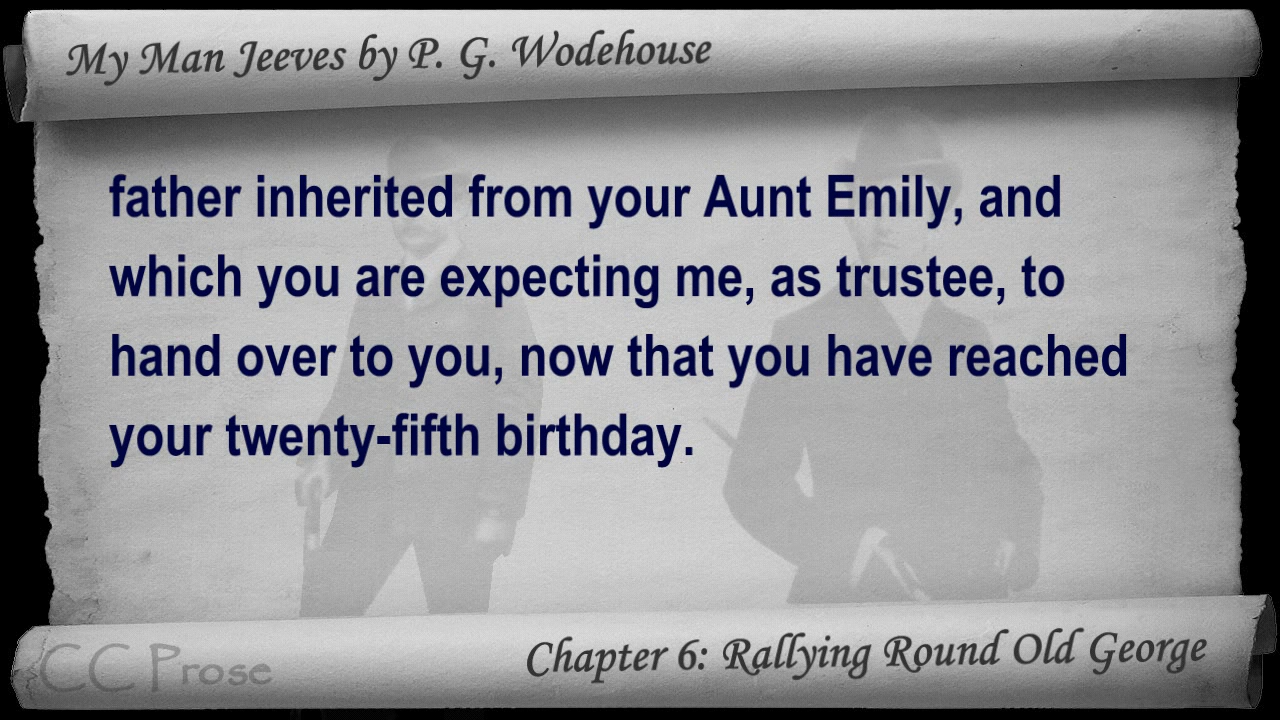 My Man Jeeves by P. G. Wodehouse
father inherited from your Aunt Emily, and
which you are expecting me, as trustee, to
hand over to you, now that you have reached
your twenty-fifth birthday.
CC Prose
Chapter 6: Rallying Round Old George